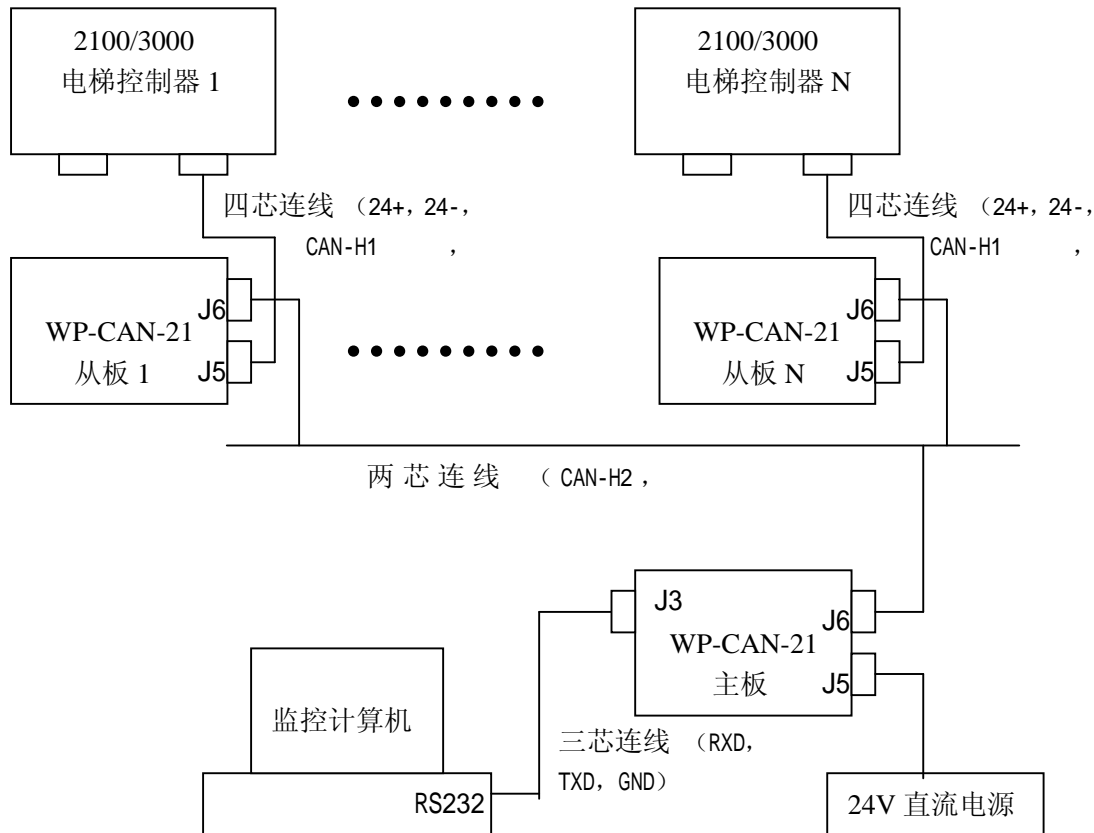 2100/3000
电梯控制器 1
2100/3000
电梯控制器 N
四芯连线 （24+，24-，
CAN-H1 ，
四芯连线 （24+，24-，
CAN-H1 ，
J6
WP-CAN-21
从板 1
J5
J6
WP-CAN-21
从板 N
J5
两 芯 连 线 （ CAN-H2 ，
J3
J6
WP-CAN-21
主板
J5
监控计算机
三芯连线 （RXD，
TXD，GND）
RS232
24V 直流电源